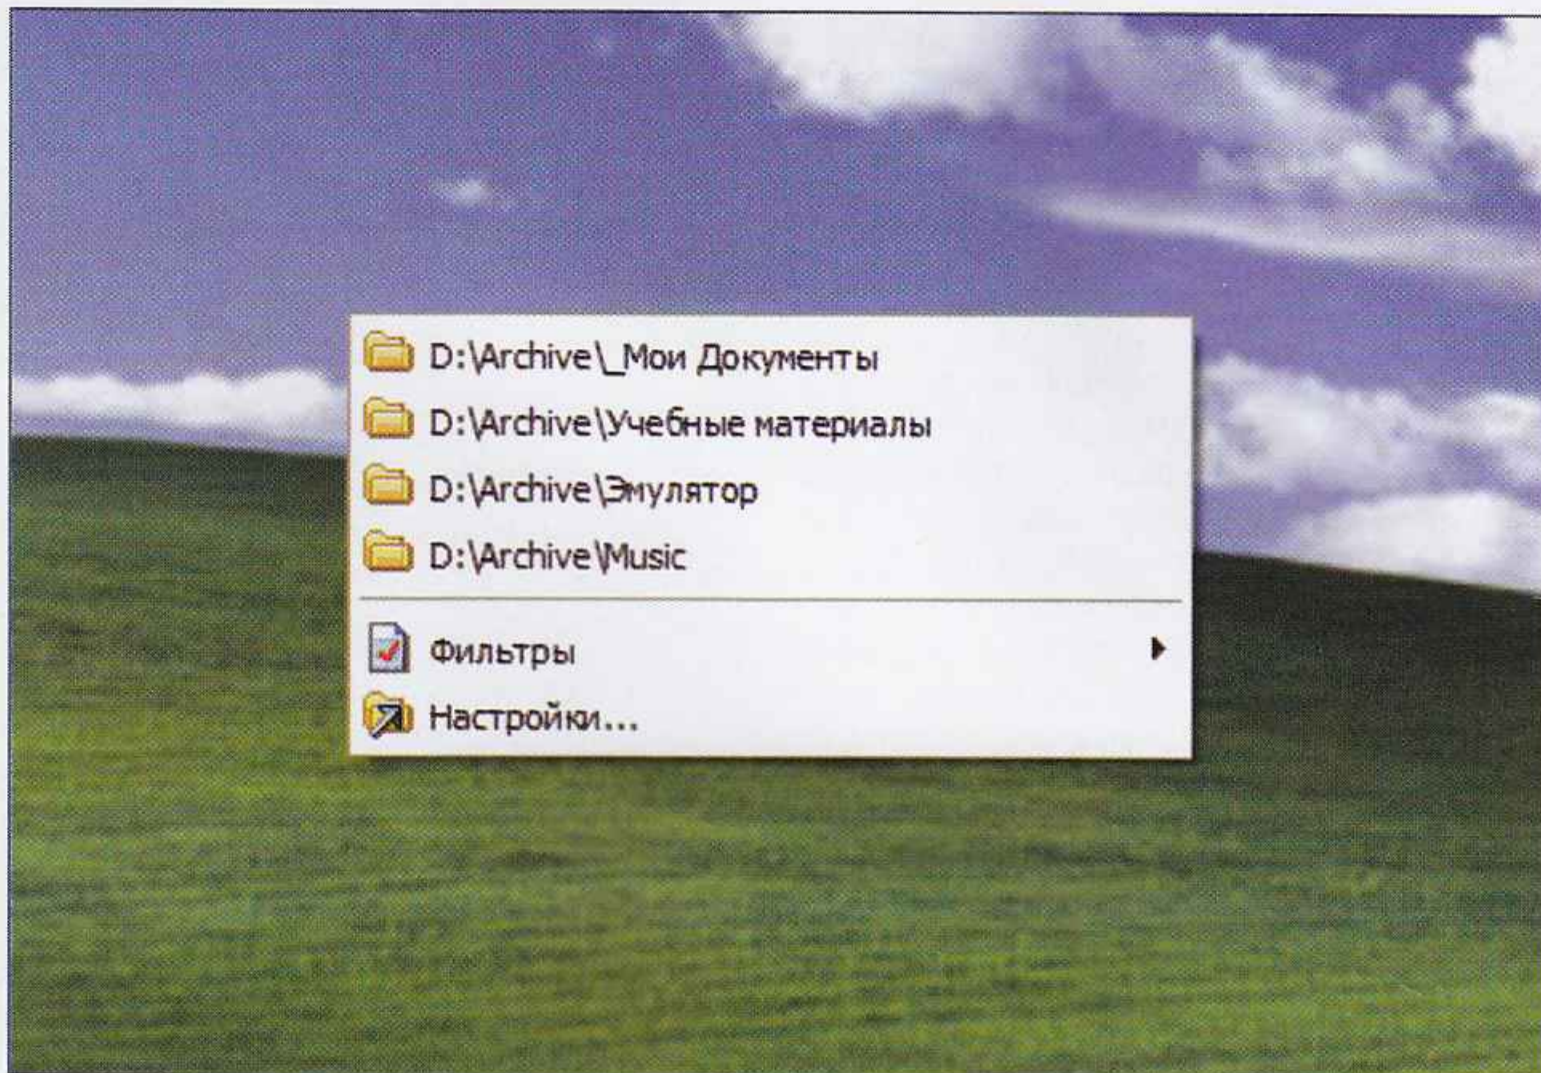 D:\Archive\_Мои Документы
D:\Archive\Учебные материалы
D:\Archive\Эмулятор
D:\Archive\Music
Фильтры
Настройки...